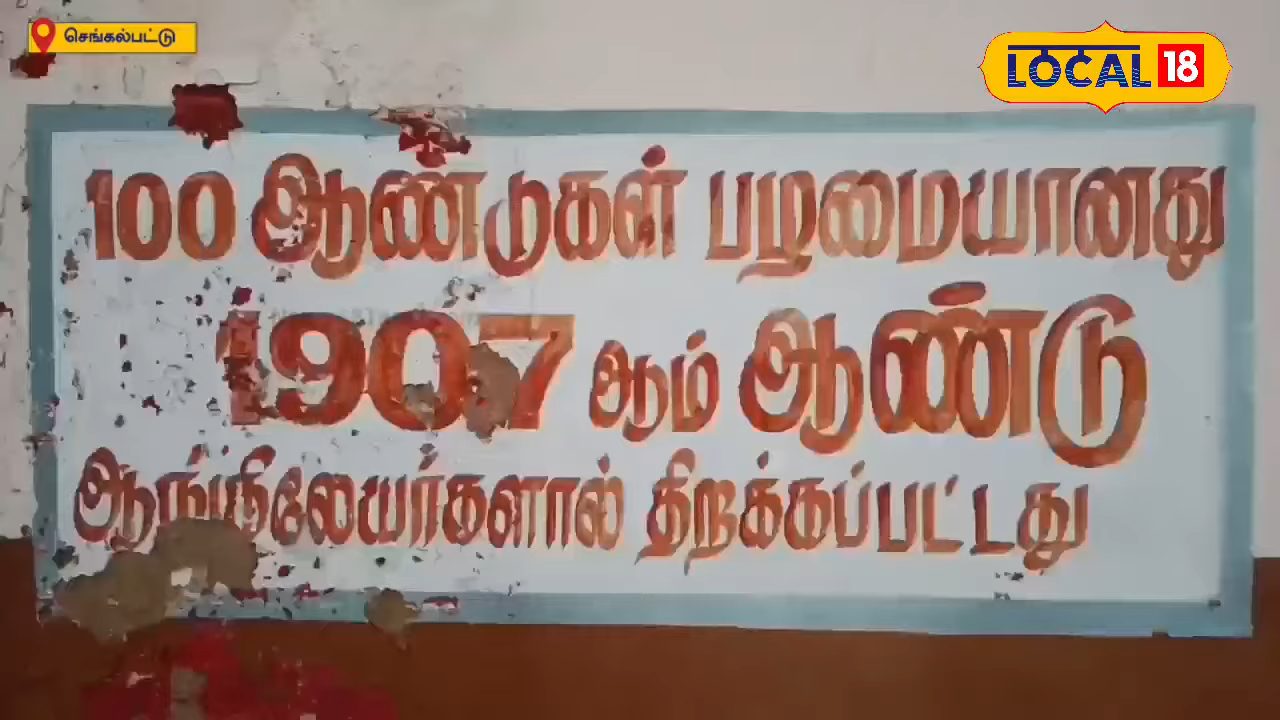 செங்கல்பட்டு
LOCAL 18
100 ஆண்டுகள் பழமையானது
1907 ஆம் ஆண்டு
ஆங்கிலேயர்களால் திறக்கப்பட்டது